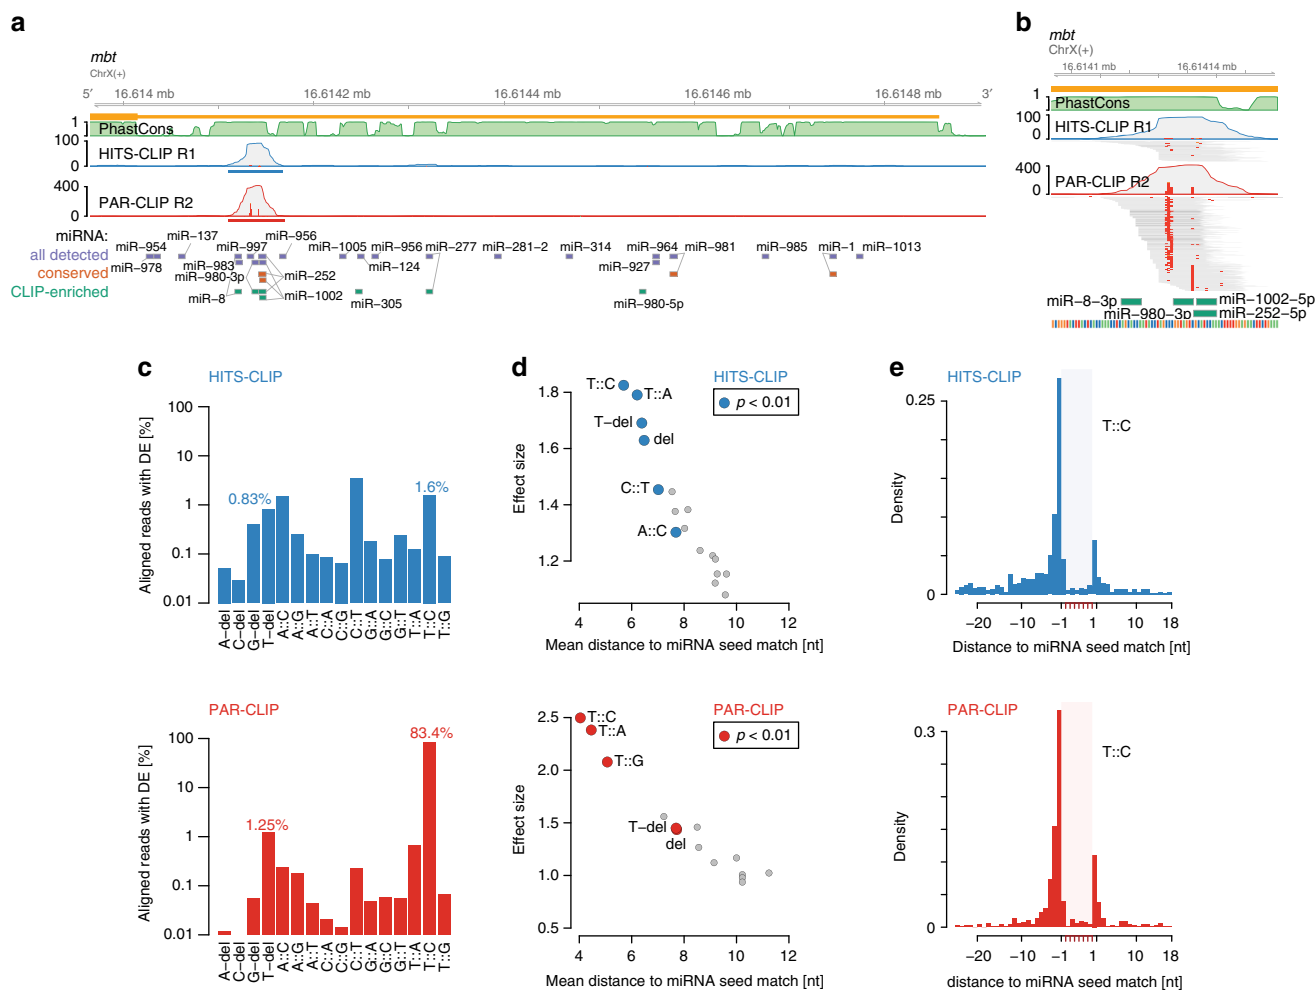 a
mbt
ChrX(+)
5′ 16.614 mb 16.6142 mb 16.6144 mb 16.6146 mb 16.6148 mb 3′
1 PhastCons
100 HITS−CLIP R1
0
400
PAR−CLIP R2
0
miRNA:
all detected
conserved
CLIP−enriched
miR−137 miR−956
miR−954 miR−997 miR−1005 miR−956 miR−277 miR−281−2 miR−314 miR−964 miR−981 miR−985 miR−1 miR−1013
miR−978 miR−983 miR−124 miR−927
miR−980−3p miR−252
miR−8 miR−1002 miR−305 miR−980−5p
b
mbt
ChrX(+)
16.6141 mb 16.61414 mb
1 PhastCons
100 HITS−CLIP R1
0
400
PAR−CLIP R2
0
miR−8−3p miR−1002−5p
miR−980−3p miR−252−5p
c
HITS−CLIP
Aligned reads with DE [%]
100
10
1
0.1
0.01
0.83%
1.6%
A−del C−del G−del T−del A::C A::G A::T C::A C::G C::T G::A G::C G::T T::A T::C T::G
PAR−CLIP
Aligned reads with DE [%]
100
10
1
0.1
0.01
1.25%
83.4%
A−del C−del G−del T−del A::C A::G A::T C::A C::G C::T G::A G::C G::T T::A T::C T::G
d
HITS−CLIP
p < 0.01
Effect size
1.8
1.6
1.4
1.2
T::C
T::A
T−del
del
C::T
A::C
4 6 8 10 12
Mean distance to miRNA seed match [nt]
PAR−CLIP
p < 0.01
Effect size
2.5
2.0
1.5
1.0
0.5
T::C
T::A
T::G
T−del
del
4 6 8 10 12
Mean distance to miRNA seed match [nt]
e
HITS−CLIP
0.25
T::C
Density
0
−20 −10 −1 1 10 18
Distance to miRNA seed match [nt]
PAR−CLIP
0.3
T::C
Density
0
−20 −10 −1 1 10 18
distance to miRNA seed match [nt]